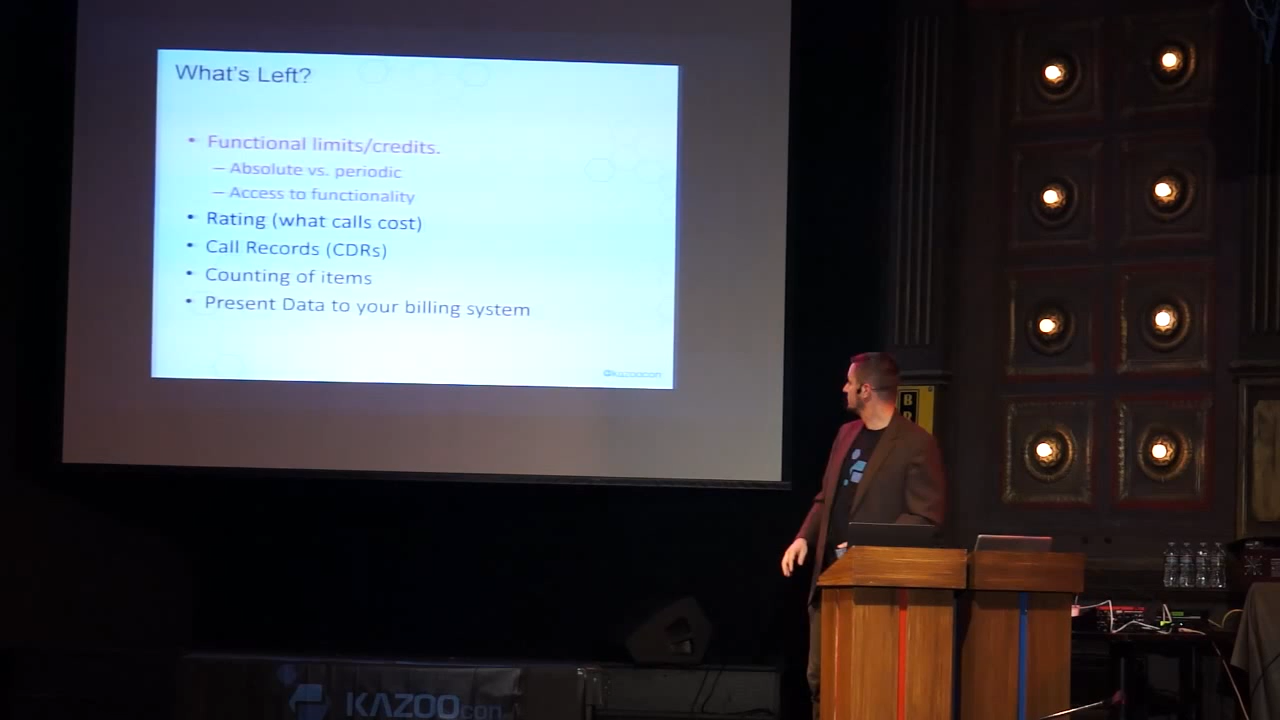 What's Left?
• Functional limits/credits.
– Absolute vs. periodic
– Access to functionality
• Rating (what calls cost)
• Call Records (CDRs)
• Counting of items
• Present Data to your billing system
@kazoocon
B
KAZOOcon